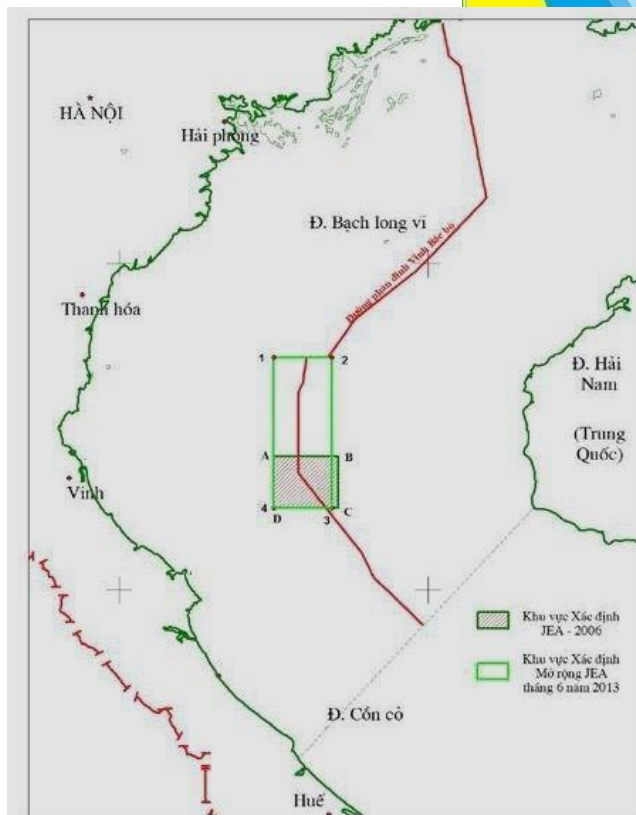 HÀ NỘI
Hải phòng
Đ. Bạch long vĩ
Đường phân định Vịnh Bắc bộ
Thanh hóa
1
2
Đ. Hải
Nam
(Trung
Quốc)
A
B
Vinh
4
D
3
C
Khu vực Xác định
JEA - 2006
Khu vực Xác định
Mở rộng JEA
tháng 6 năm 2013
Đ. Cồn cỏ
Huế